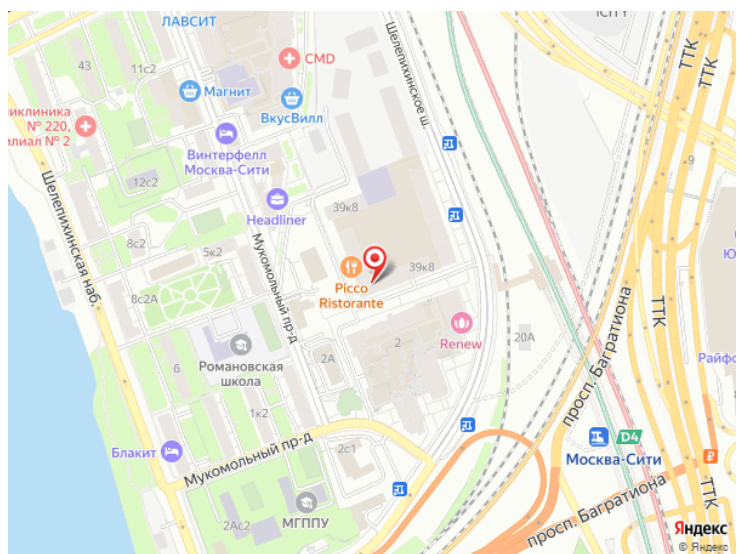 ЛАВСИТ
ICITY
ТТК
ТТК
43
11с2
CMD
Магнит
ВкусВилл
Шелепихинское ш.
иклиника
№ 220,
илиал № 2
Винтерфелл
Москва-Сити
9
12с2
Headliner
39к8
Шелепихинская наб.
8с2
5к2
Мукомольный пр-д
39к8
Ю
8с2А
Picco
Ristorante
ТТК
просп. Багратиона
20А
2
Renew
Романовская
школа
2А
6
Райфо
1к2
Блакит
Мукомольный пр-д
2с1
D4
Москва-Сити
МГППУ
2Ас2
просп. Багратиона
ТТК
Яндекс
© Яндекс